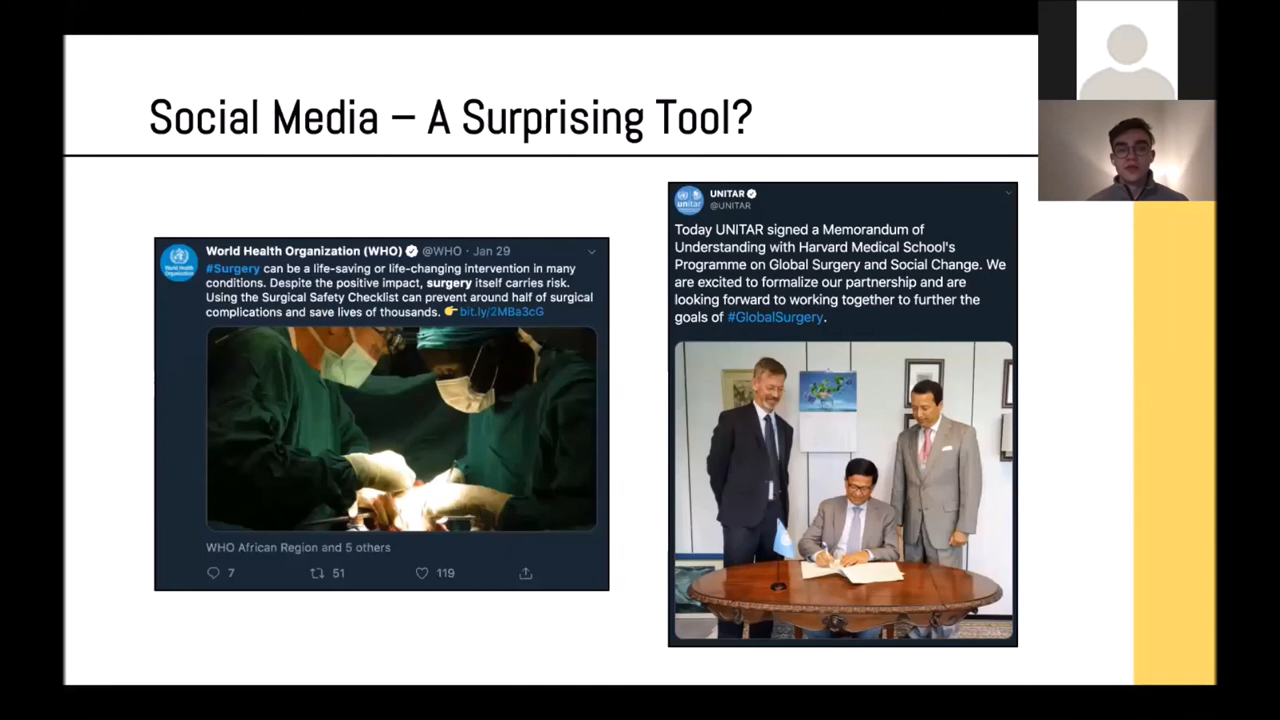 Social Media – A Surprising Tool?
World Health Organization (WHO) @WHO · Jan 29
#Surgery can be a life-saving or life-changing intervention in many
conditions. Despite the positive impact, surgery itself carries risk.
Using the Surgical Safety Checklist can prevent around half of surgical
complications and save lives of thousands. 👉bit.ly/2MBa3cG
WHO African Region and 5 others
7 51 119
UNITAR
@UNITAR
Today UNITAR signed a Memorandum of
Understanding with Harvard Medical School's
Programme on Global Surgery and Social Change. We
are excited to formalize our partnership and are
looking forward to working together to further the
goals of #GlobalSurgery.
World Health
Organization
unitar